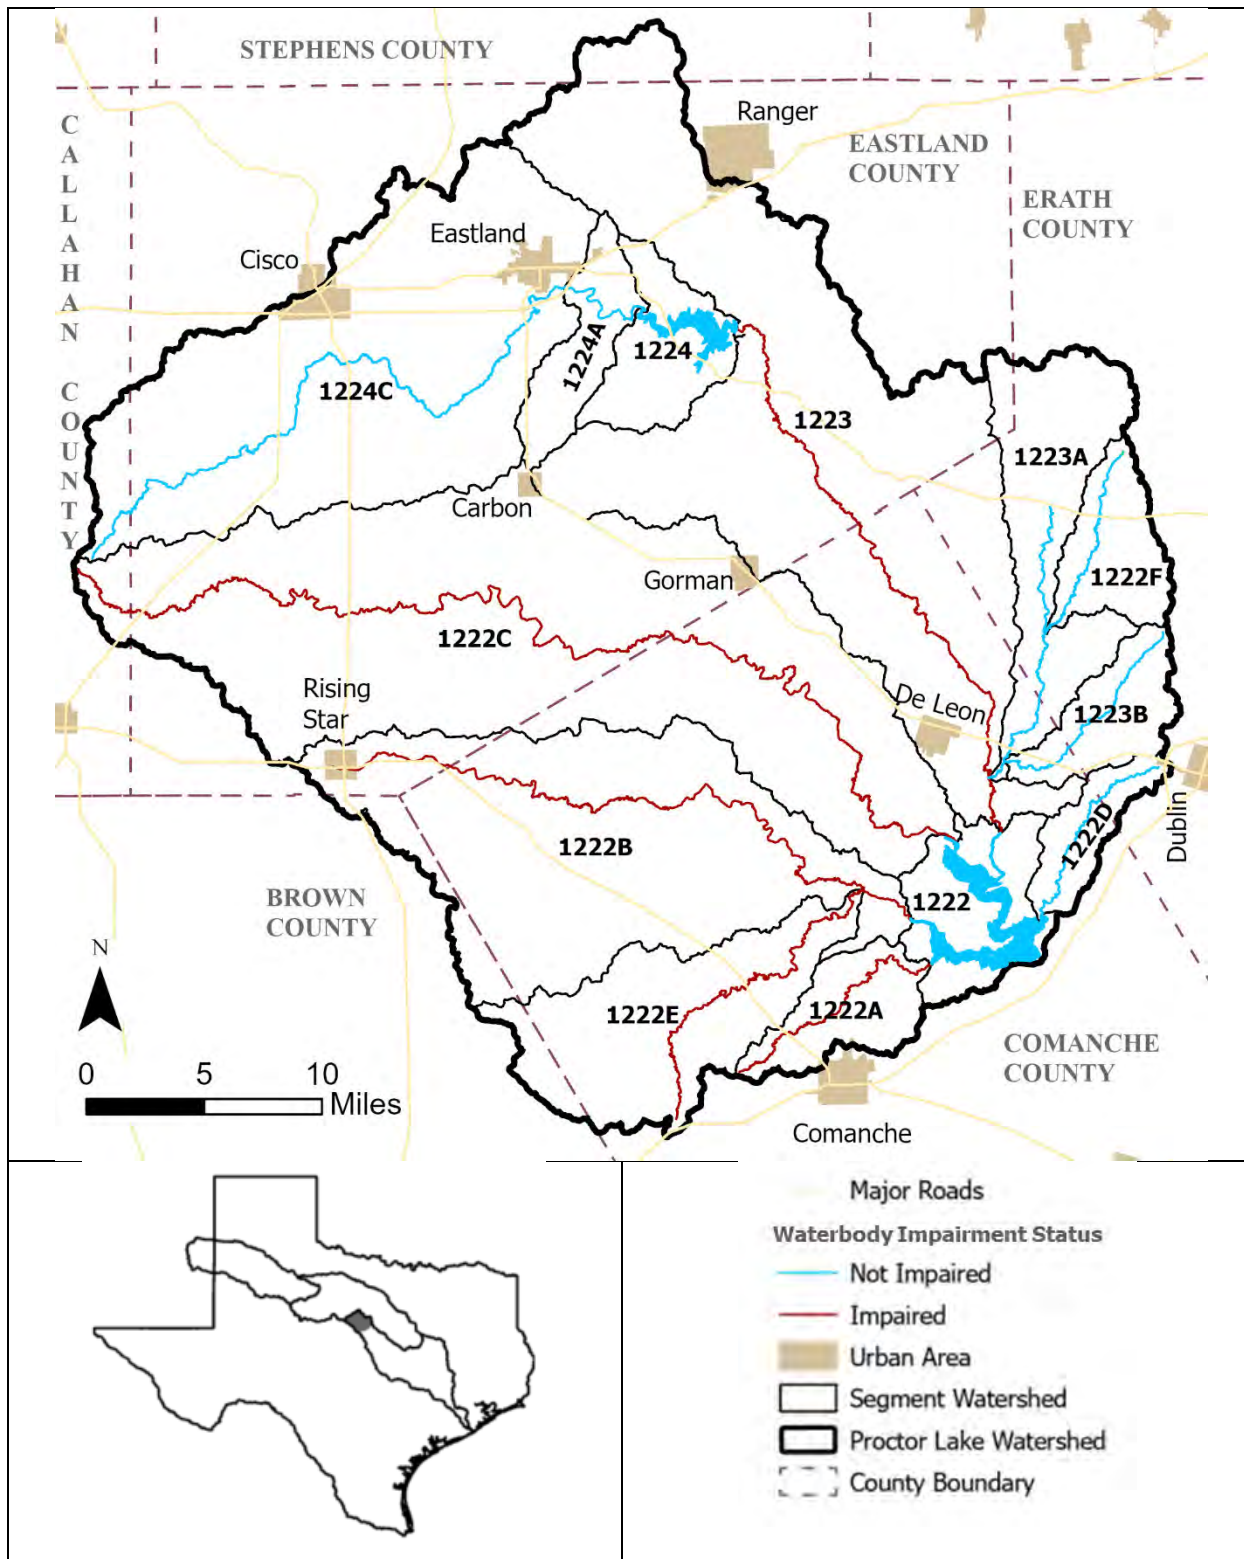 STEPHENS COUNTY
Ranger
CALLAHAN COUNTY
EASTLAND
COUNTY
ERATH
COUNTY
Eastland
Cisco
1224A
1224
1224C
1223
1223A
Carbon
1222F
Gorman
1222C
Rising
Star
De Leon
1223B
1222D
Dublin
1222B
BROWN
COUNTY
1222
N
1222E
1222A
COMANCHE
COUNTY
0 5 10
Miles
Comanche
Major Roads
Waterbody Impairment Status
Not Impaired
Impaired
Urban Area
Segment Watershed
Proctor Lake Watershed
County Boundary